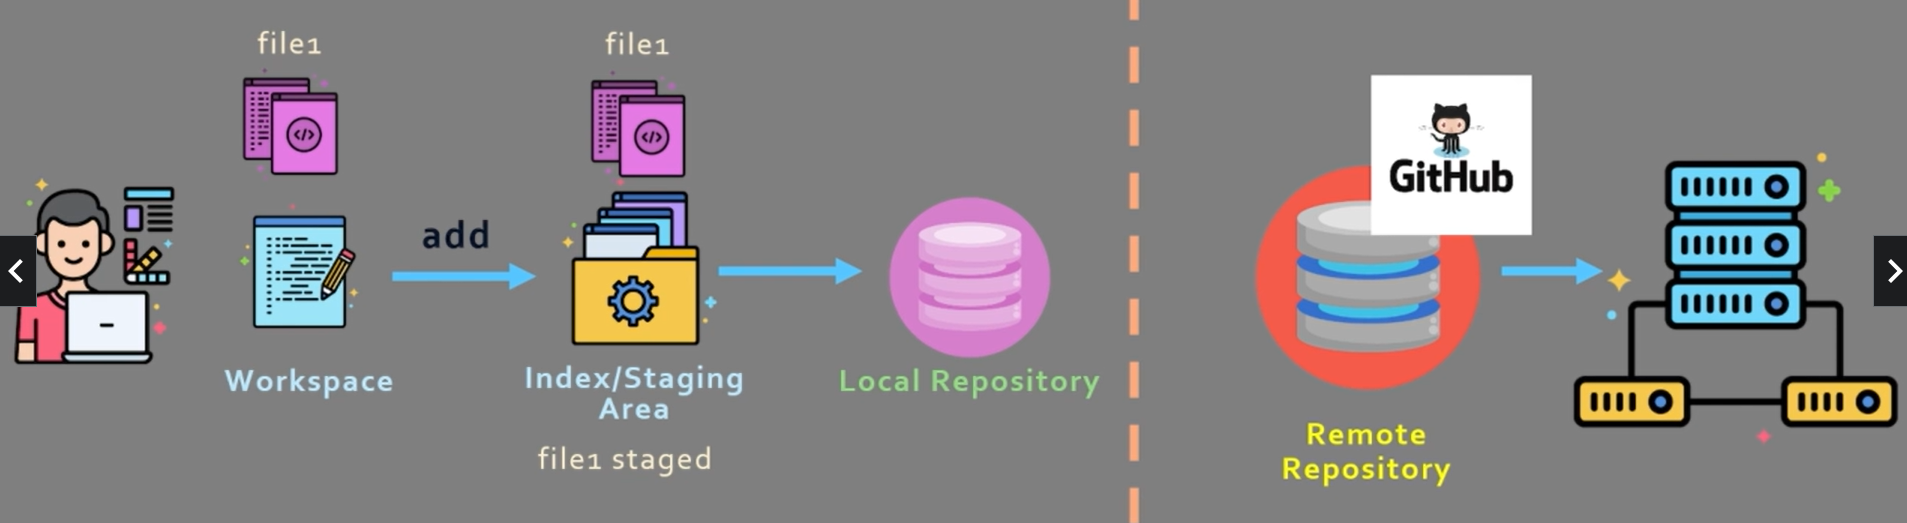 file1
file1
GitHub
add
Workspace
Index/Staging
Area
Local Repository
file1 staged
Remote
Repository